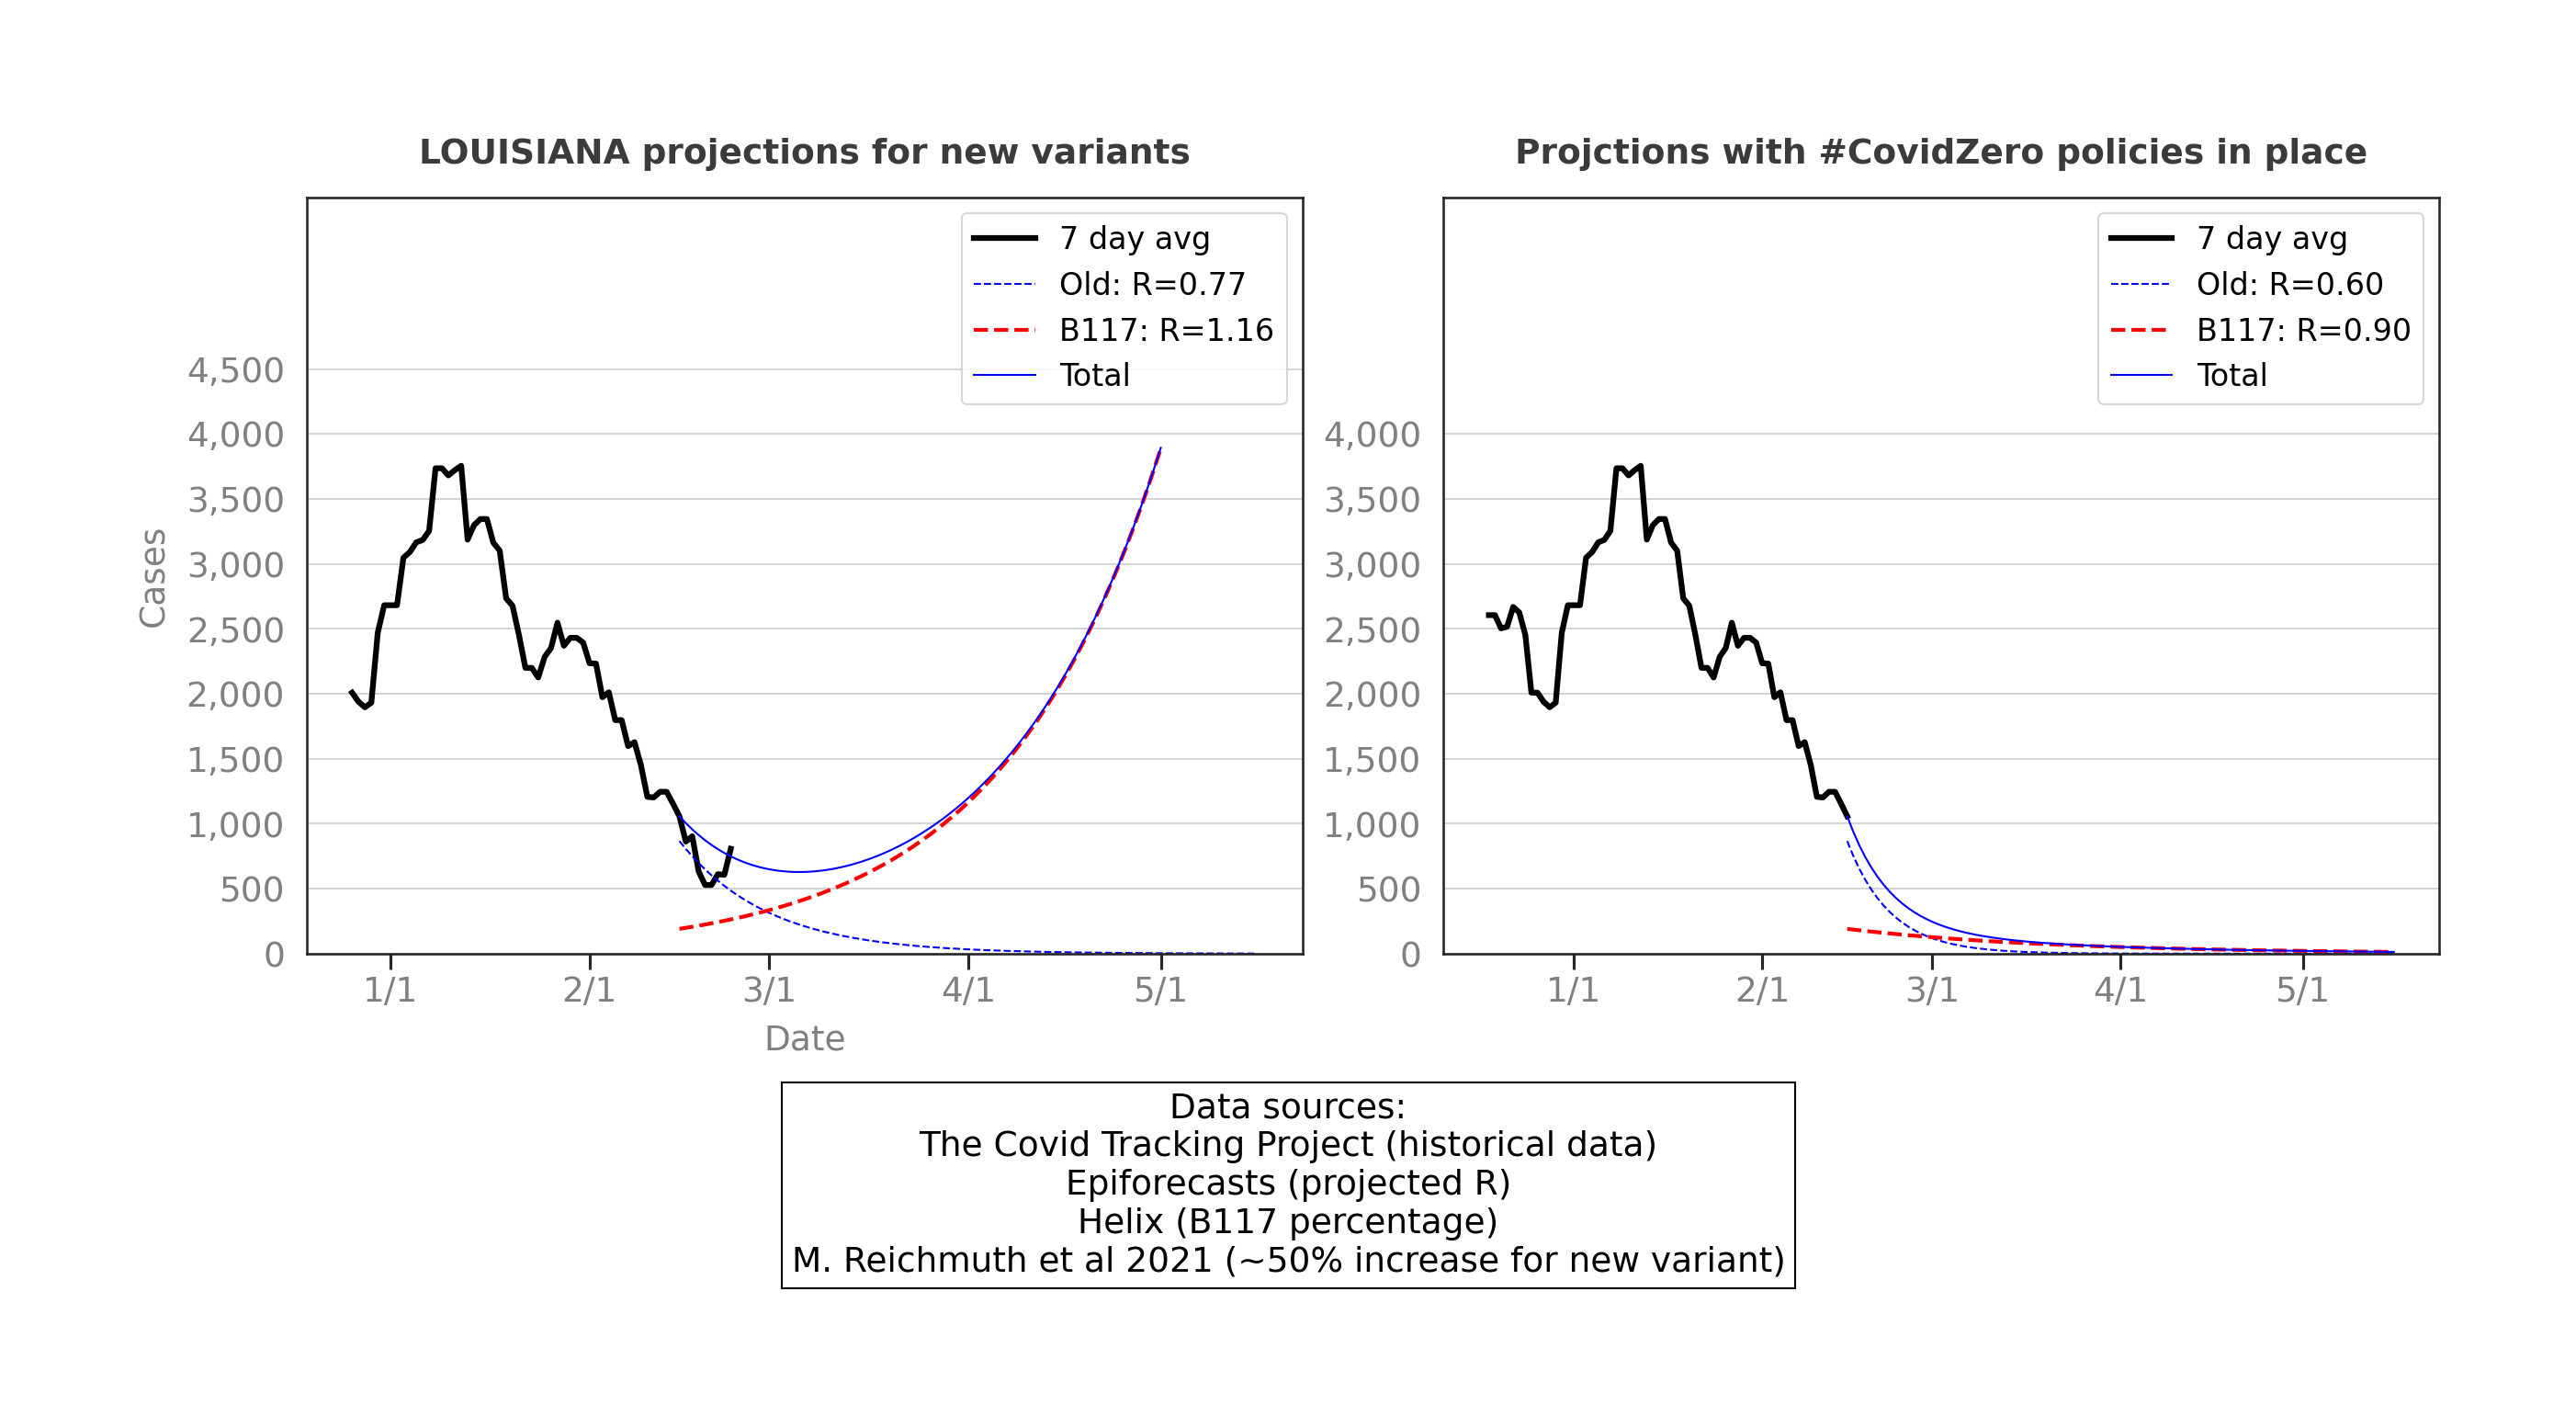 LOUISIANA projections for new variants
7 day avg
Old: R=0.77
B117: R=1.16
Total
4,500
4,000
3,500
3,000
2,500
2,000
1,500
1,000
500
0
Cases
1/1
2/1
3/1
4/1
5/1
Date
Projctions with #CovidZero policies in place
7 day avg
Old: R=0.60
B117: R=0.90
Total
4,000
3,500
3,000
2,500
2,000
1,500
1,000
500
0
1/1
2/1
3/1
4/1
5/1
Data sources:
The Covid Tracking Project (historical data)
Epiforecasts (projected R)
Helix (B117 percentage)
M. Reichmuth et al 2021 (~50% increase for new variant)